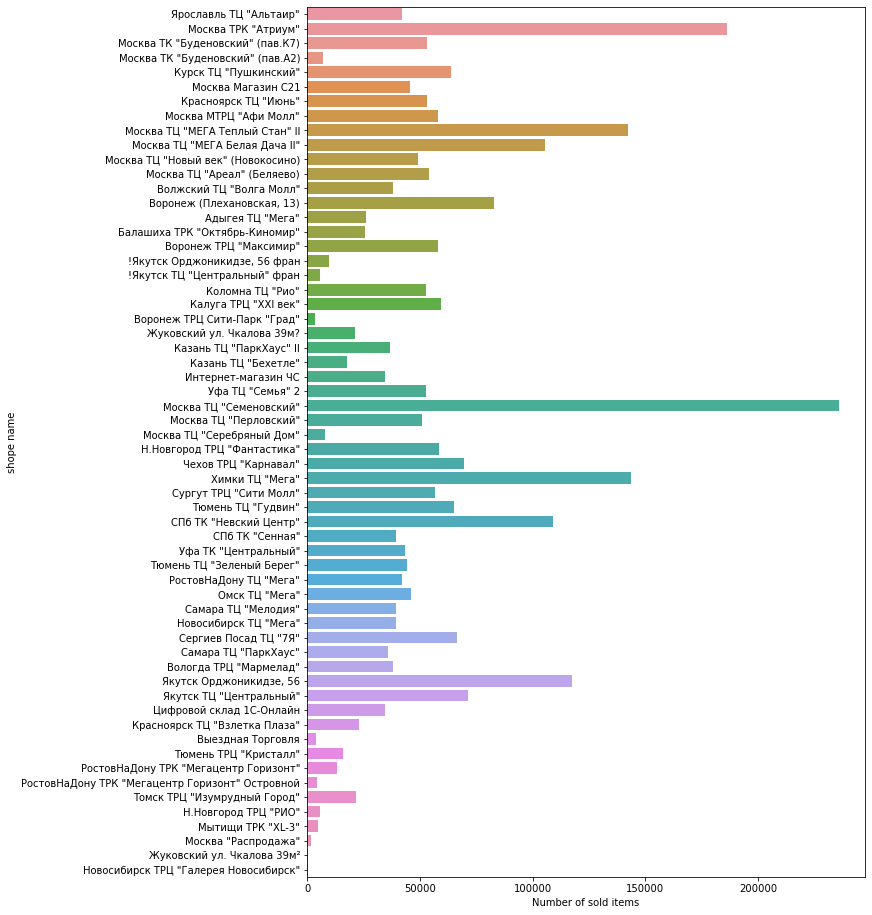 Ярославль ТЦ "Альтаир"
Москва ТРК "Атриум"
Москва ТК "Буденовский" (пав.К7)
Москва ТК "Буденовский" (пав.А2)
Курск ТЦ "Пушкинский"
Москва Магазин С21
Красноярск ТЦ "Июнь"
Москва МТРЦ "Афи Молл"
Москва ТЦ "МЕГА Теплый Стан" II
Москва ТЦ "МЕГА Белая Дача II"
Москва ТЦ "Новый век" (Новокосино)
Москва ТЦ "Ареал" (Беляево)
Волжский ТЦ "Волга Молл"
Воронеж (Плехановская, 13)
Адыгея ТЦ "Мега"
Балашиха ТРК "Октябрь-Киномир"
Воронеж ТРЦ "Максимир"
!Якутск Орджоникидзе, 56 фран
!Якутск ТЦ "Центральный" фран
Коломна ТЦ "Рио"
Калуга ТРЦ "XXI век"
Воронеж ТРЦ Сити-Парк "Град"
Жуковский ул. Чкалова 39м?
Казань ТЦ "ПаркХаус" II
Казань ТЦ "Бехетле"
Интернет-магазин ЧС
Уфа ТЦ "Семья" 2
Москва ТЦ "Семеновский"
Москва ТЦ "Перловский"
Москва ТЦ "Серебряный Дом"
Н.Новгород ТРЦ "Фантастика"
Чехов ТРЦ "Карнавал"
Химки ТЦ "Мега"
Сургут ТРЦ "Сити Молл"
Тюмень ТЦ "Гудвин"
СПб ТК "Невский Центр"
СПб ТК "Сенная"
Уфа ТК "Центральный"
Тюмень ТЦ "Зеленый Берег"
РостовНаДону ТЦ "Мега"
Омск ТЦ "Мега"
Самара ТЦ "Мелодия"
Новосибирск ТЦ "Мега"
Сергиев Посад ТЦ "7Я"
Самара ТЦ "ПаркХаус"
Вологда ТРЦ "Мармелад"
Якутск Орджоникидзе, 56
Якутск ТЦ "Центральный"
Цифровой склад 1С-Онлайн
Красноярск ТЦ "Взлетка Плаза"
Выездная Торговля
Тюмень ТРЦ "Кристалл"
РостовНаДону ТРК "Мегацентр Горизонт"
РостовНаДону ТРК "Мегацентр Горизонт" Островной
Томск ТРЦ "Изумрудный Город"
Н.Новгород ТРЦ "РИО"
Мытищи ТРК "XL-3"
Москва "Распродажа"
Жуковский ул. Чкалова 39м²
Новосибирск ТРЦ "Галерея Новосибирск"
shope name
0 50000 100000 150000 200000
Number of sold items